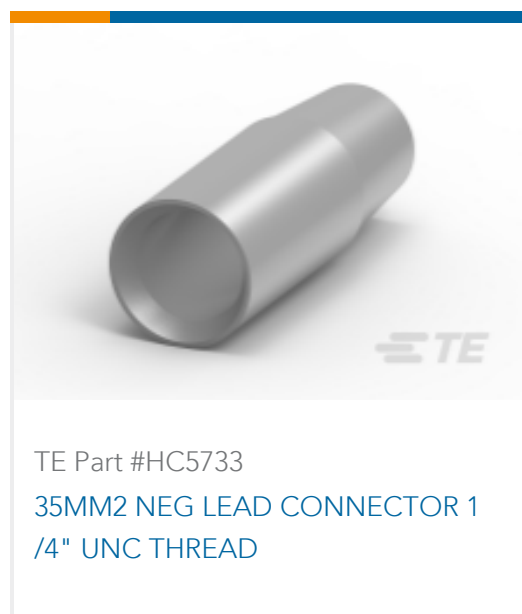 TE
TE Part #HC5733
35MM2 NEG LEAD CONNECTOR 1
/4" UNC THREAD